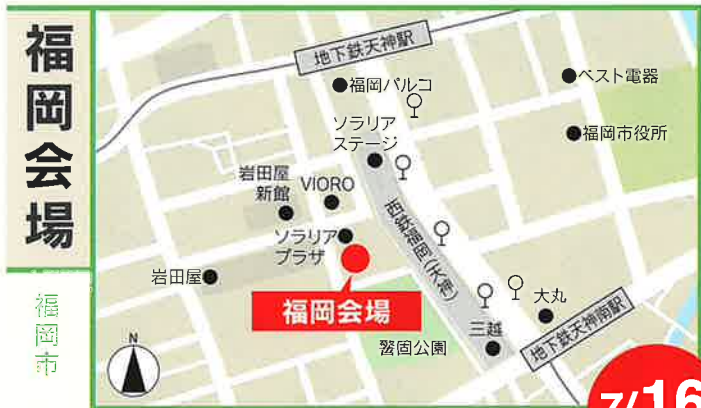 福岡会場
福岡市
地下鉄天神駅
福岡パルコ
ベスト電器
ソラリア
ステージ
福岡市役所
岩田屋
新館
VIORO
ソラリア
プラザ
西鉄福岡(天神)
岩田屋
福岡会場
大丸
三越
警固公園
地下鉄天神南駅
N
7/16